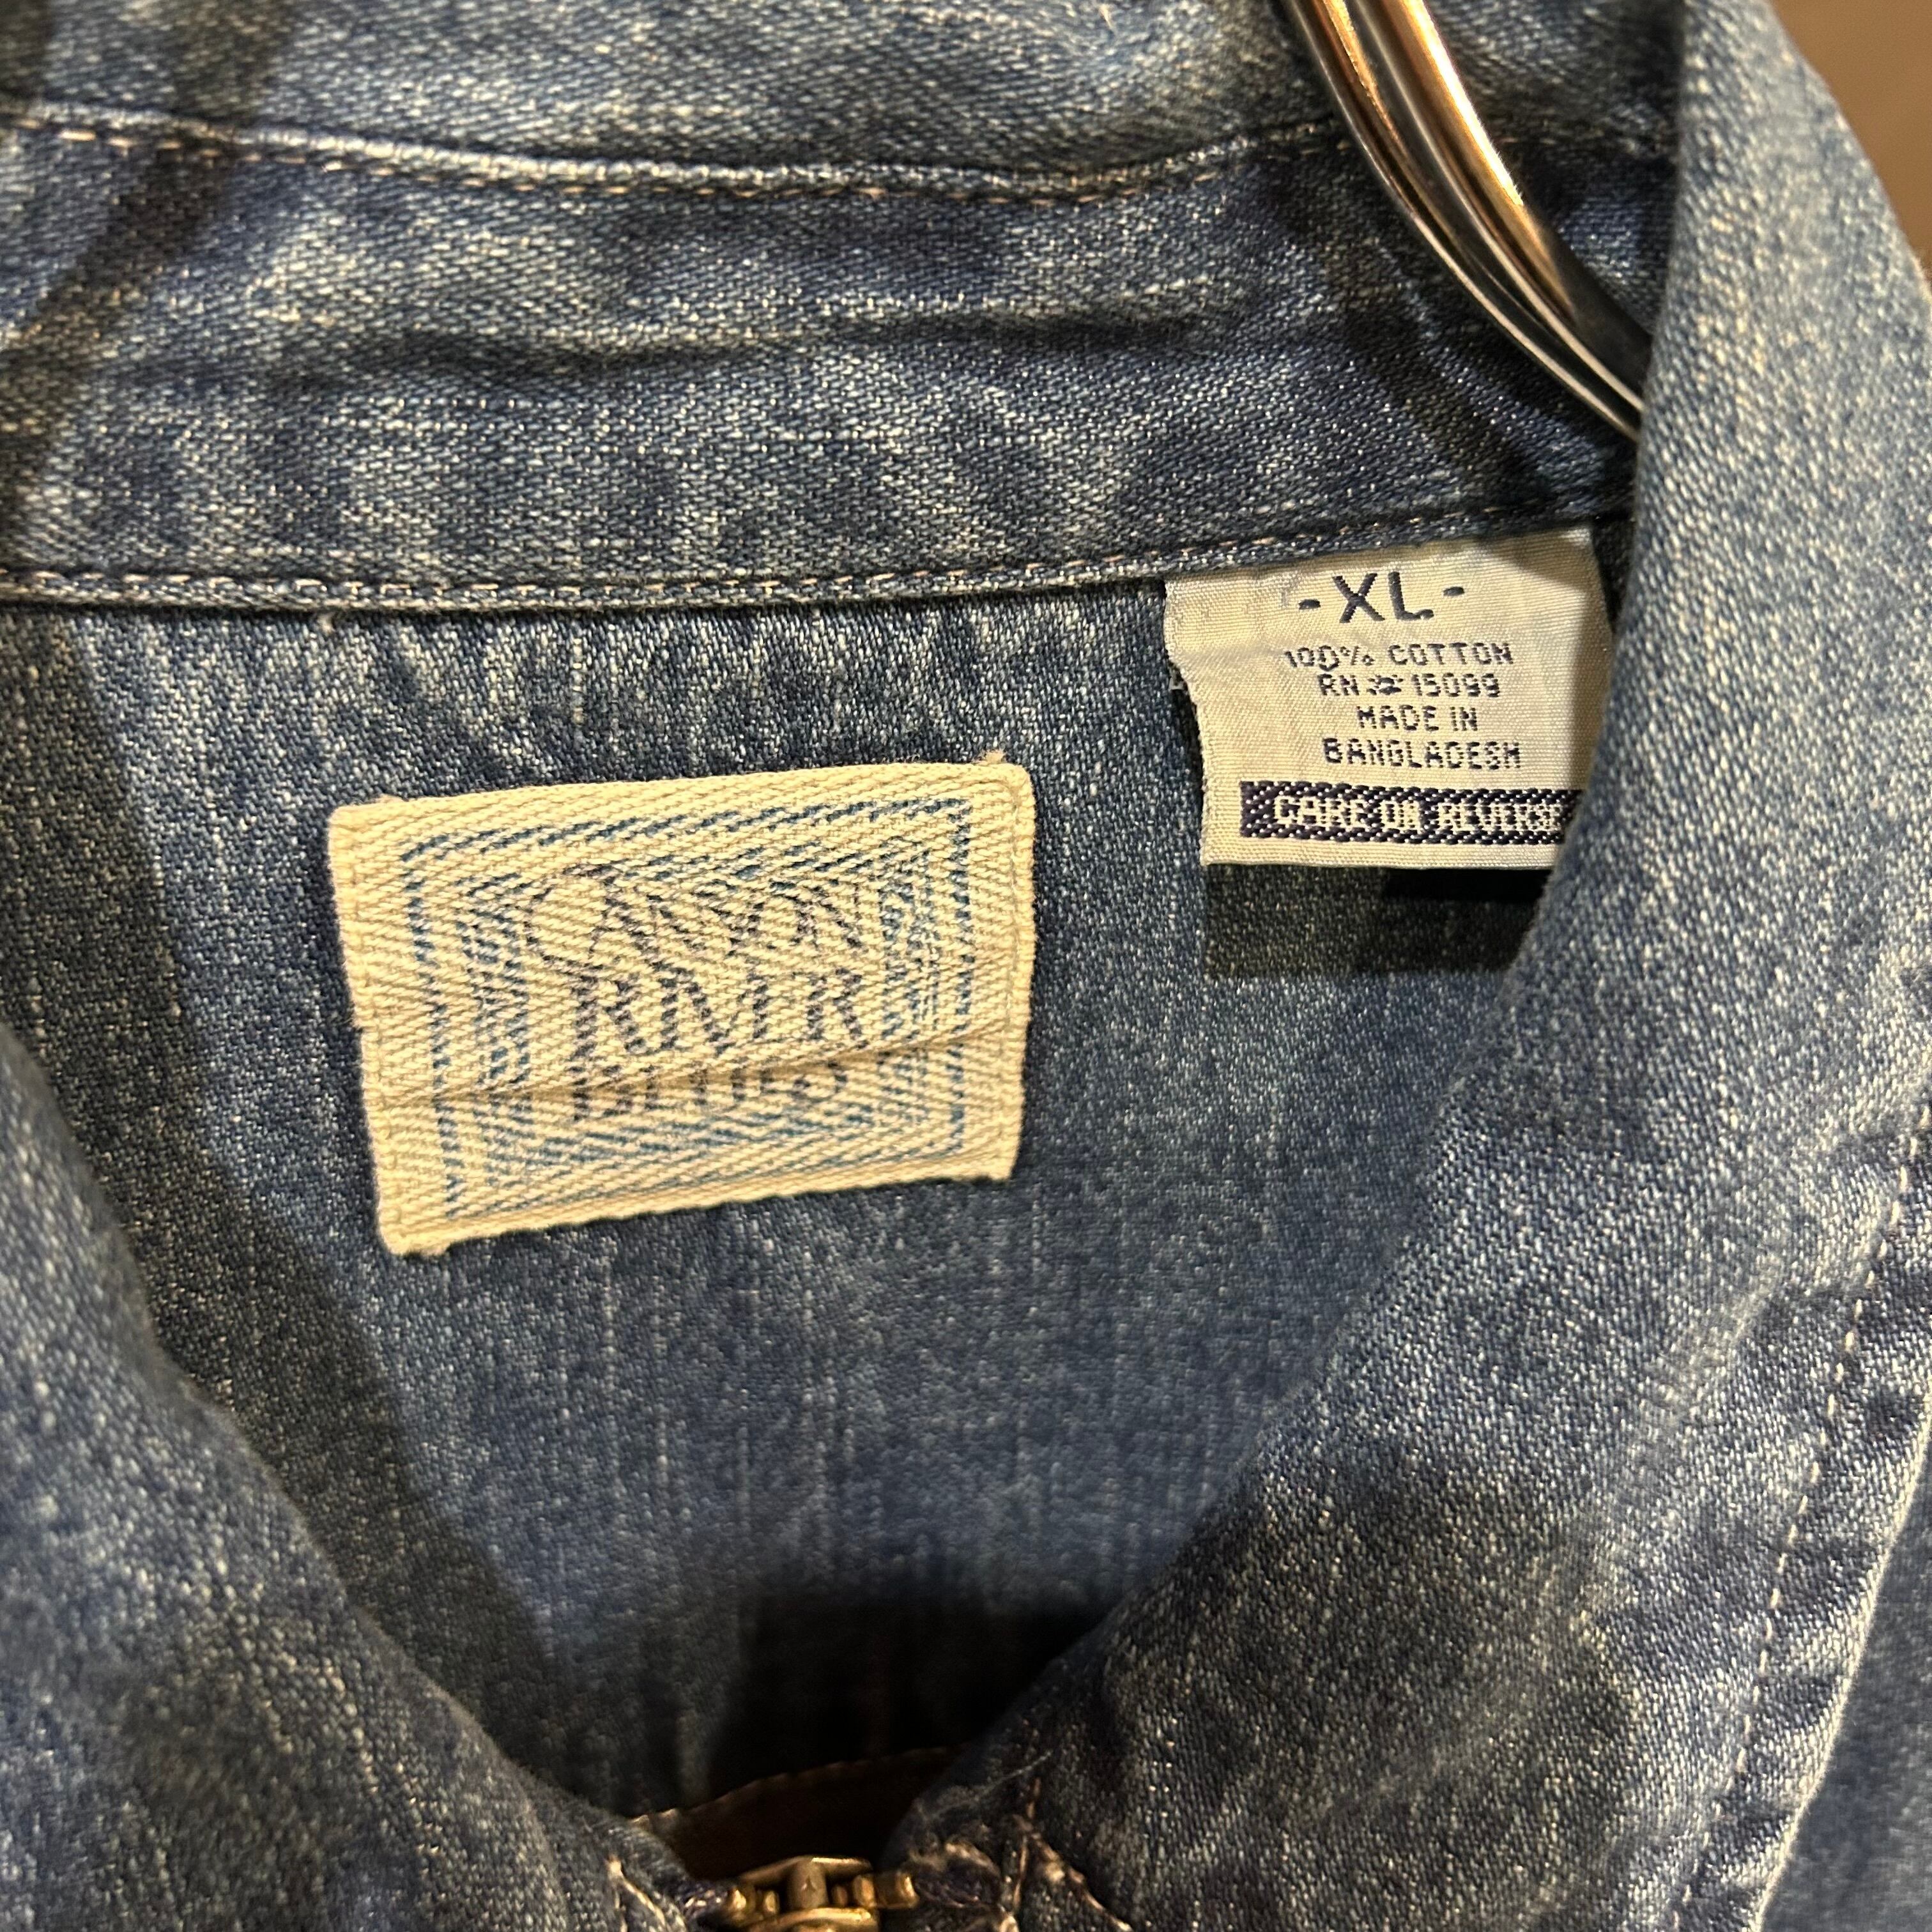 CANYON
RIVER
BLUES
-XL-
100% COTTON
RN # 15099
MADE IN
BANGLADESH
CARE ON REVERSE